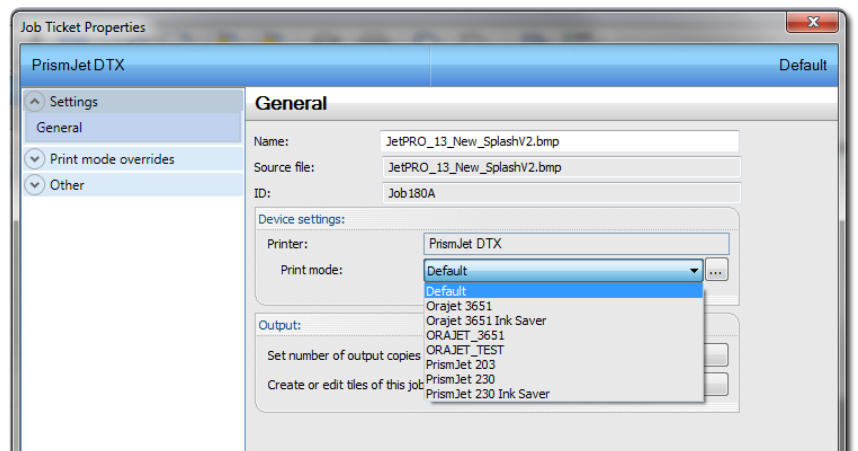 Job Ticket Properties
PrismJet DTX
Default
Settings
General
Print mode overrides
Other
General
Name:
JetPRO_13_New_SplashV2.bmp
Source file:
JetPRO_13_New_SplashV2.bmp
ID:
Job180A
Device settings:
Printer:
PrismJet DTX
Print mode:
Default
...
Default
Orajet 3651
Orajet 3651 Ink Saver
ORAJET_3651
ORAJET_TEST
PrismJet 203
PrismJet 230
PrismJet 230 Ink Saver
Output:
Set number of output copies
Create or edit tiles of this job